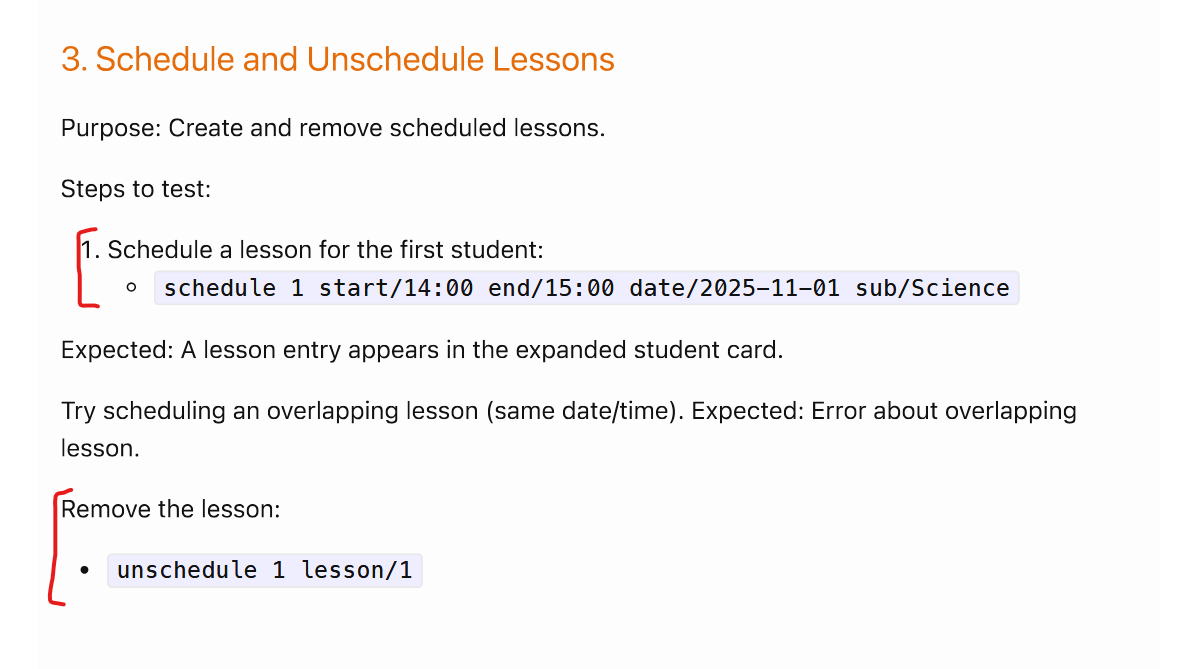 3. Schedule and Unschedule Lessons
Purpose: Create and remove scheduled lessons.
Steps to test:
1. Schedule a lesson for the first student:
schedule 1 start/14:00 end/15:00 date/2025-11-01 sub/Science
Expected: A lesson entry appears in the expanded student card.
Try scheduling an overlapping lesson (same date/time). Expected: Error about overlapping
lesson.
Remove the lesson:
unschedule 1 lesson/1